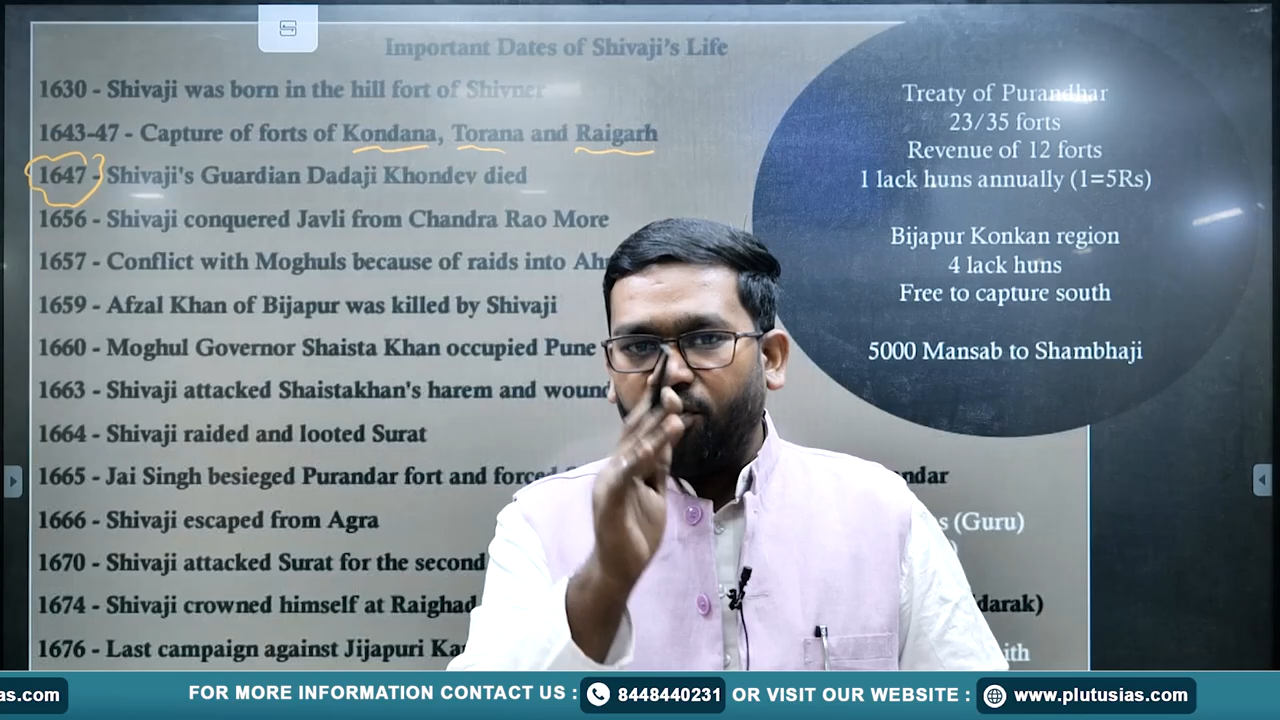 Important Dates of Shivaji's Life
1630 - Shivaji was born in the hill fort of Shivner
1643-47 - Capture of forts of Kondana, Torana and Raigarh
1647 - Shivaji's Guardian Dadaji Khondev died
1656 - Shivaji conquered Javli from Chandra Rao More
1657 - Conflict with Moghuls because of raids into
1659 - Afzal Khan of Bijapur was killed by Shivaji
1660 - Moghul Governor Shaista Khan occupied Pune
1663 - Shivaji attacked Shaistakhan's harem and
1664 - Shivaji raided and looted Surat
1665 - Jai Singh besieged Purandar fort and forced
1666 - Shivaji escaped from Agra
(Guru)
1670 - Shivaji attacked Surat for the second
1674 - Shivaji crowned himself at Raighad
1676 - Last campaign against Jijapuri
Treaty of Purandhar
23/35 forts
Revenue of 12 forts
1 lack huns annually (1=5Rs)
Bijapur Konkan region
4 lack huns
Free to capture south
5000 Mansab to Shambhaji
FOR MORE INFORMATION CONTACT US : 8448440231 OR VISIT OUR WEBSITE : www.plutusias.com